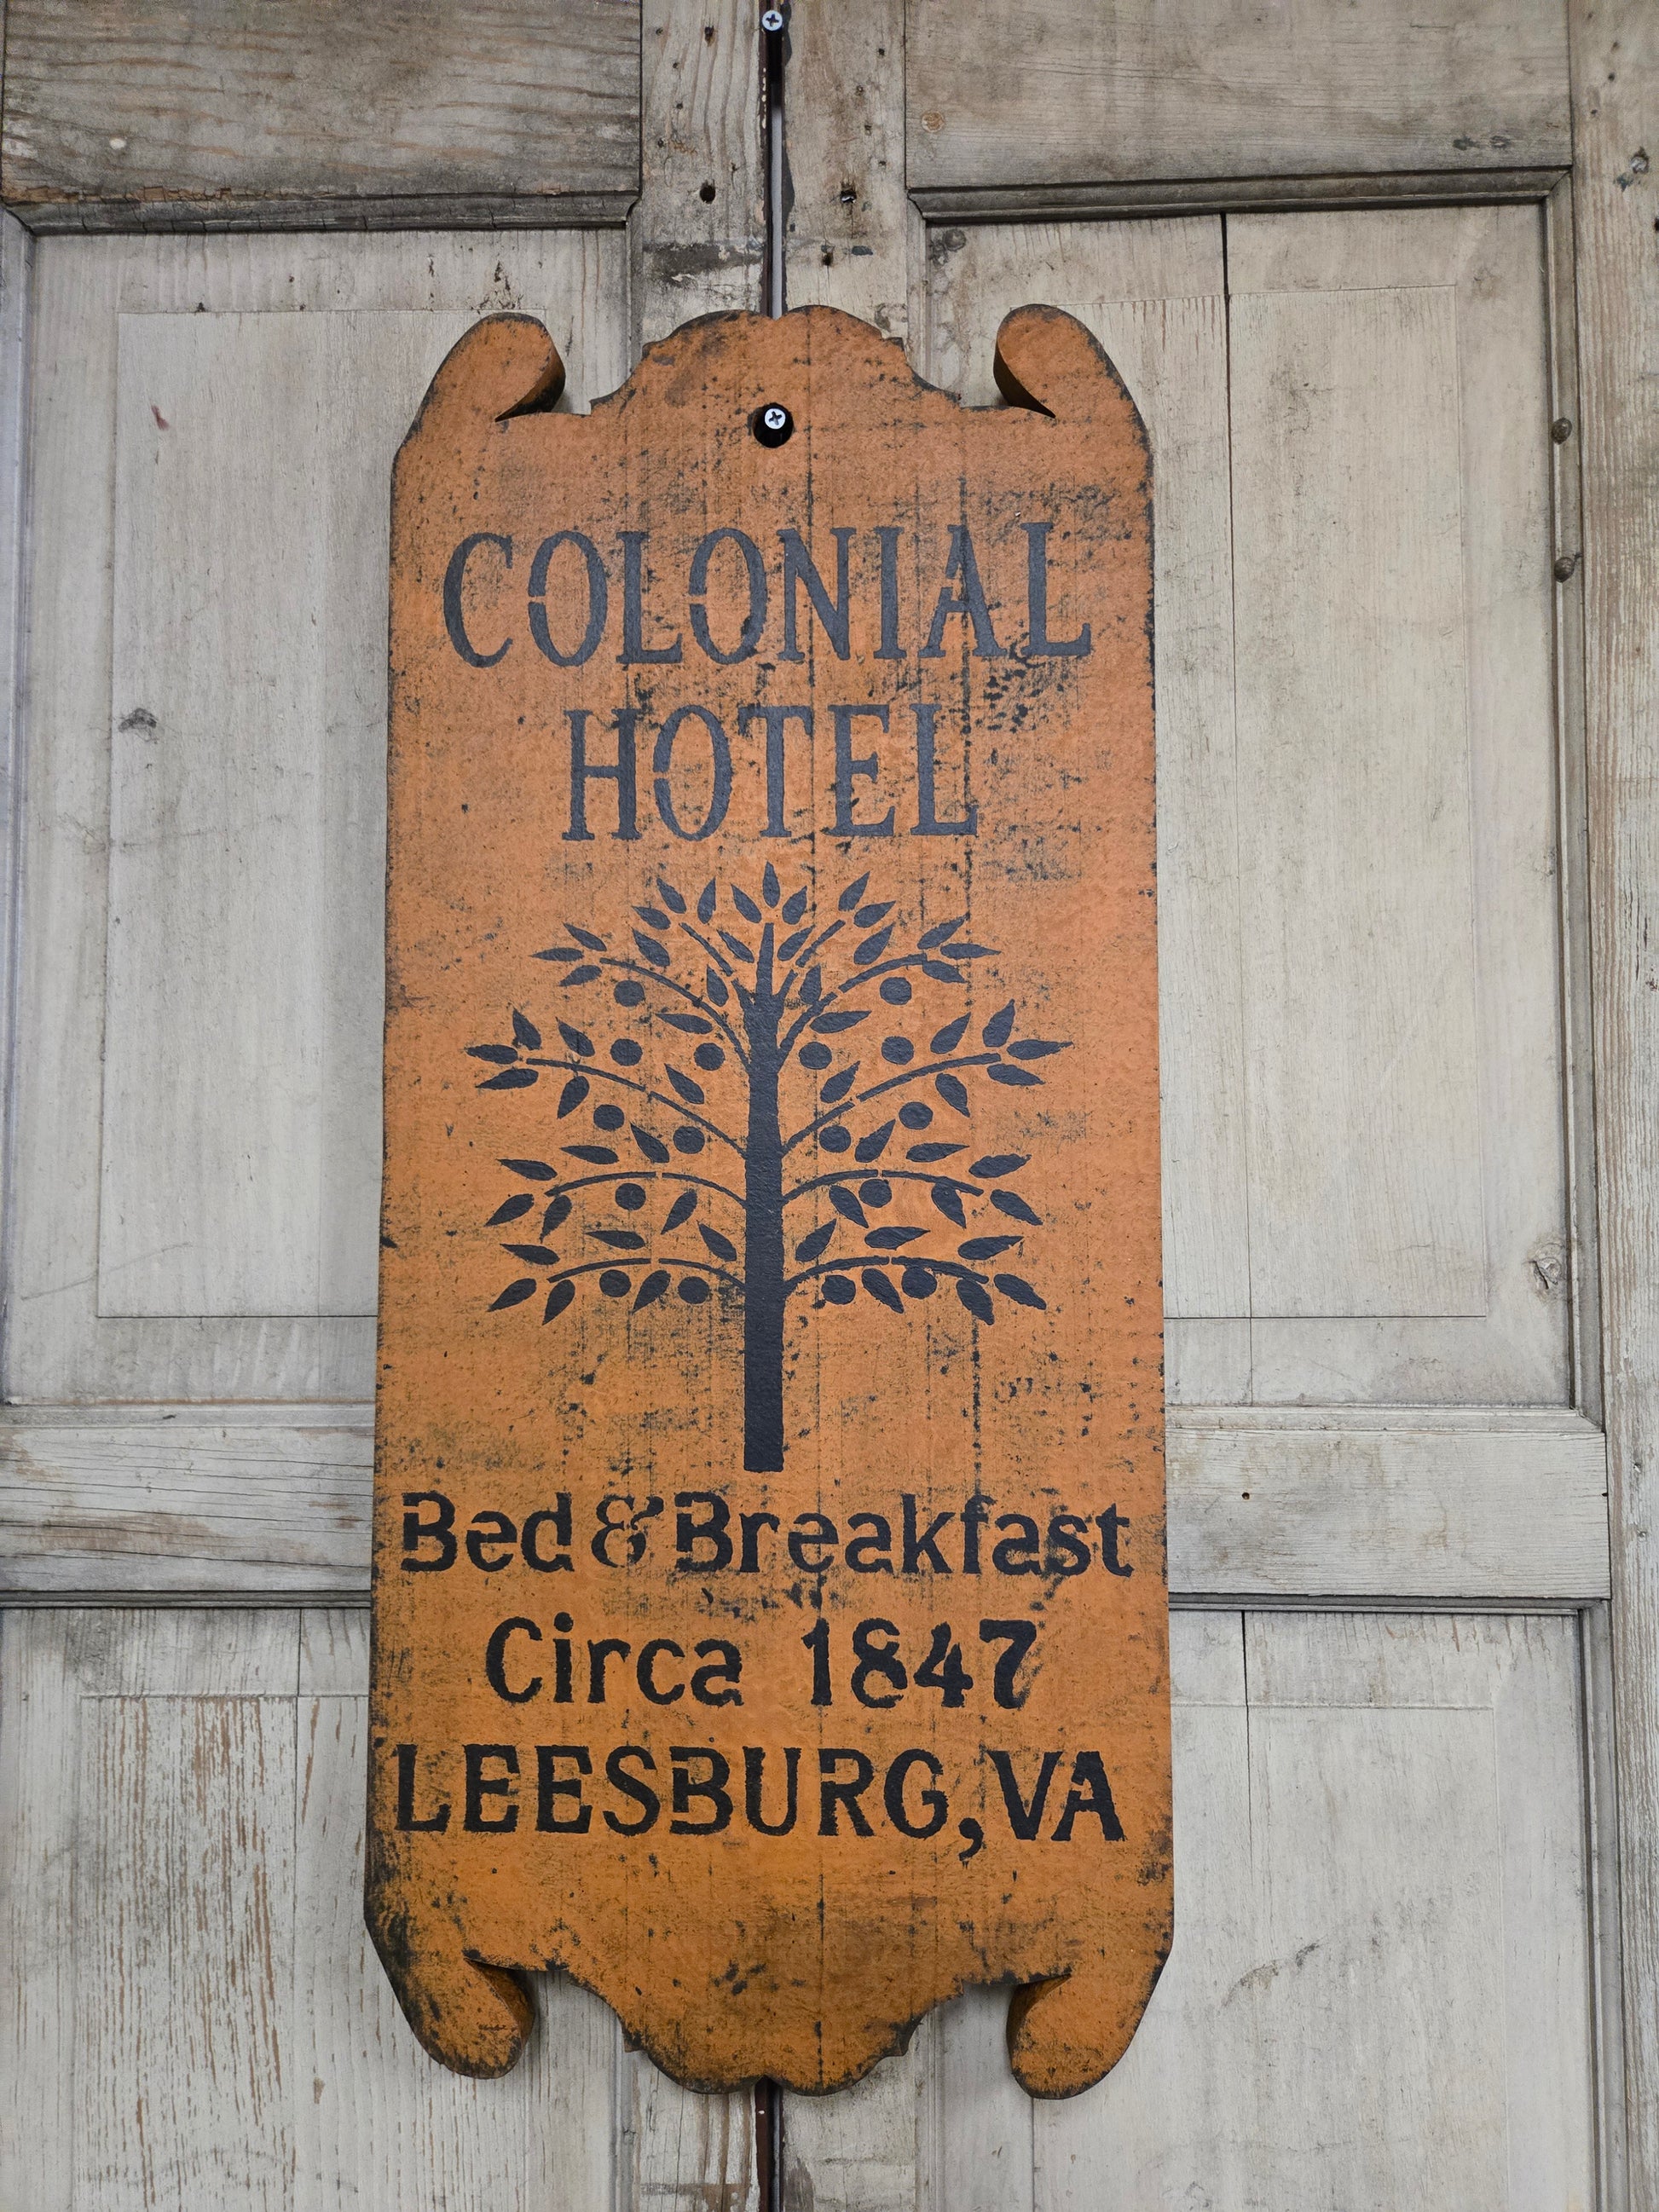 COLONIAL
HOTEL
Bed & Breakfast
Circa 1847
LEESBURG, VA